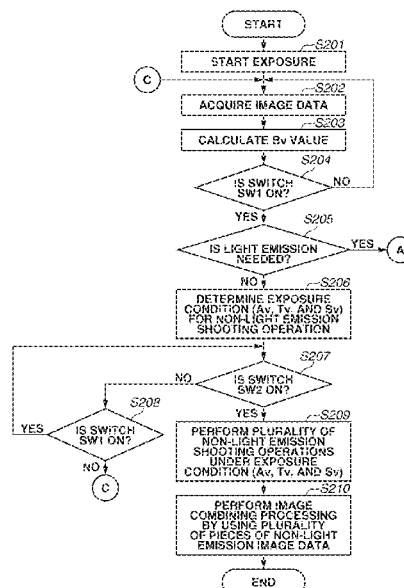 START
S201
START EXPOSURE
C
S202
ACQUIRE IMAGE DATA
S203
CALCULATE Bv VALUE
S204
IS SWITCH
SW1 ON?
NO
YES
S205
IS LIGHT EMISSION
NEEDED?
YES
A
NO
S206
DETERMINE EXPOSURE
CONDITION (Av, Tv, AND Sv)
FOR NON-LIGHT EMISSION
SHOOTING OPERATION
S207
IS SWITCH
SW2 ON?
NO
YES
S208
IS SWITCH
SW1 ON?
YES
NO
C
S209
PERFORM PLURALITY OF
NON-LIGHT EMISSION
SHOOTING OPERATIONS
UNDER EXPOSURE
CONDITION (Av, Tv, AND Sv)
S210
PERFORM IMAGE
COMBINING PROCESSING
BY USING PLURALITY
OF PIECES OF NON-LIGHT
EMISSION IMAGE DATA
END